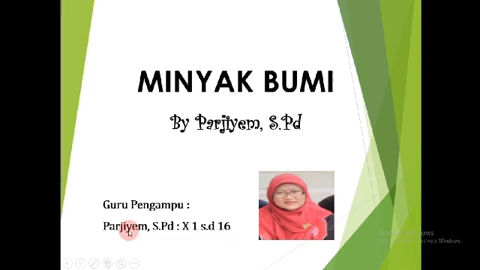 MINYAK BUMI
By Parjiyem, S.Pd
Guru Pengampu :
Parjiyem, S.Pd : X 1 s.d 16